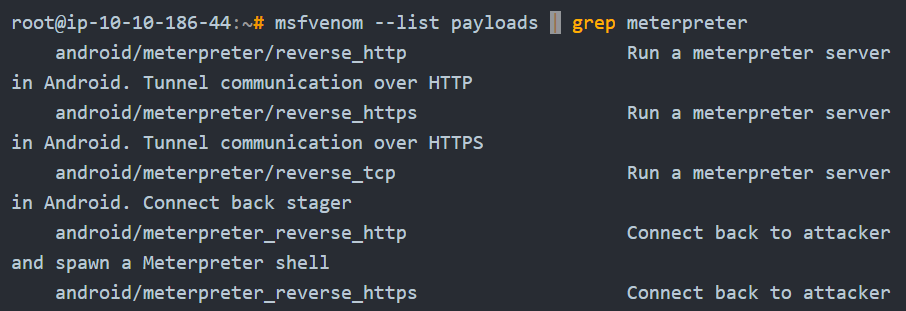 root@ip-10-10-186-44:~# msfvenom --list payloads | grep meterpreter
    android/meterpreter/reverse_http                    Run a meterpreter server
in Android. Tunnel communication over HTTP
    android/meterpreter/reverse_https                   Run a meterpreter server
in Android. Tunnel communication over HTTPS
    android/meterpreter/reverse_tcp                     Run a meterpreter server
in Android. Connect back stager
    android/meterpreter_reverse_http                    Connect back to attacker
and spawn a Meterpreter shell
    android/meterpreter_reverse_https                   Connect back to attacker